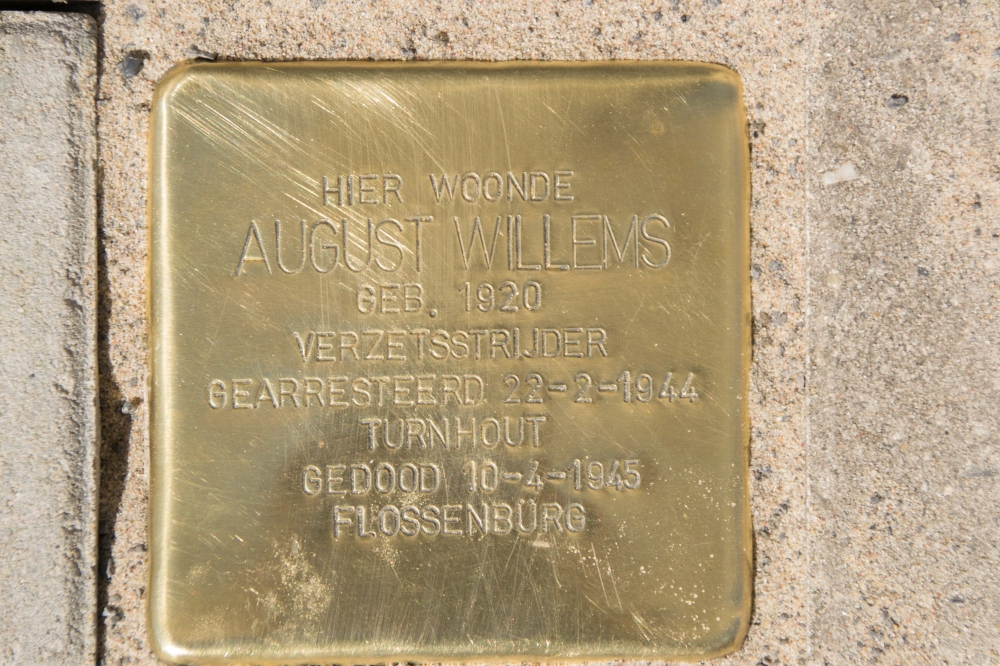 HIER WOONDE
AUGUST WILLEMS
GEB. 1920
VERZETSSTRIJDER
GEARRESTEERD 22-2-1944
TURNHOUT
GEDOOD 10-4-1945
FLOSSENBÜRG